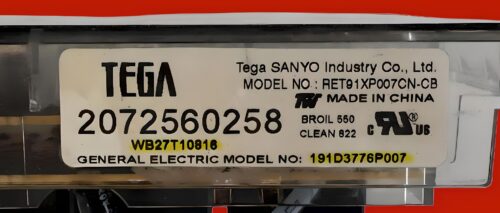 TEGA
Tega SANYO Industry Co., Ltd.
MODEL NO : RET91XP007CN-CB
MADE IN CHINA
2072560258
BROIL 550
CLEAN 822
C US
WB27T10816
GENERAL ELECTRIC MODEL NO: 191D3776P007